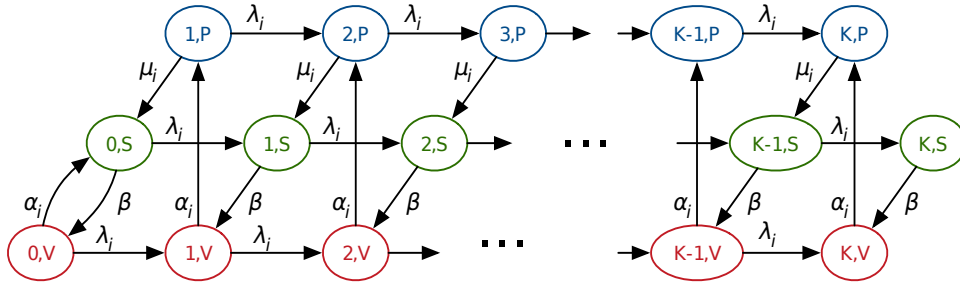 λi λi λi λi
1,P 2,P 3,P K-1,P K,P
μi μi μi μi
0,S λi 1,S λi 2,S ... K-1,S λi K,S
αi β αi β αi β αi β αi β
0,V λi 1,V λi 2,V ... K-1,V λi K,V